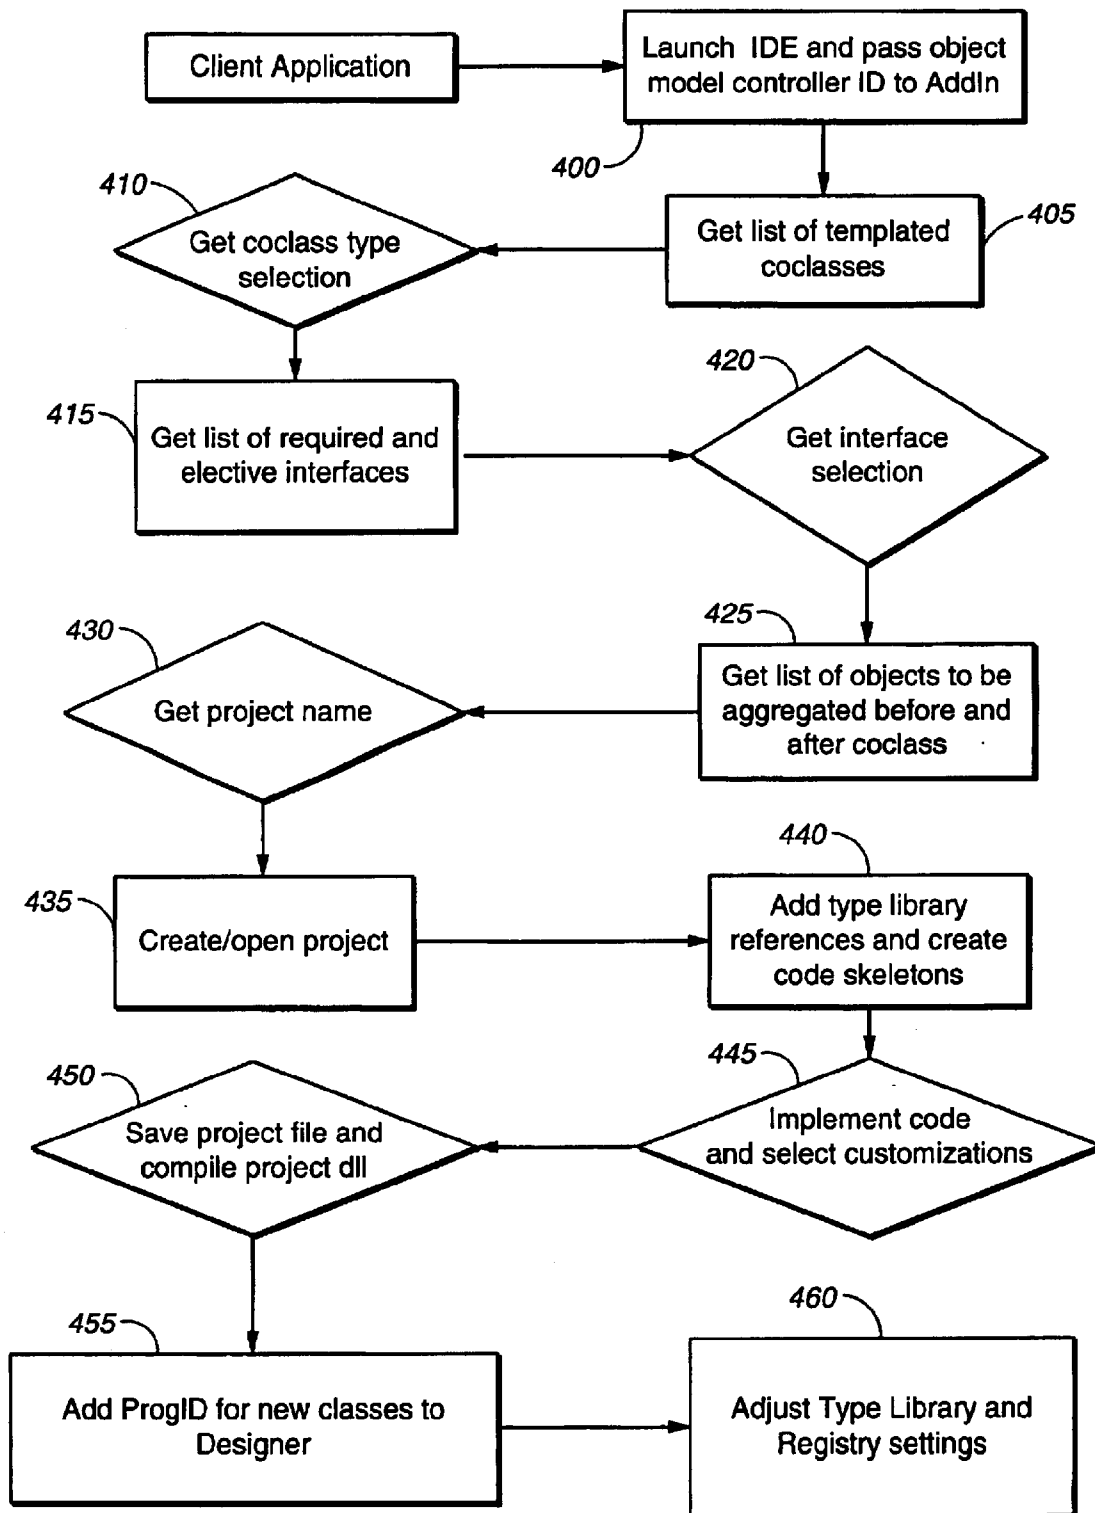 Client Application
Launch IDE and pass object
model controller ID to AddIn
400
405
Get list of templated
coclasses
410
Get coclass type
selection
415
Get list of required and
elective interfaces
420
Get interface
selection
425
Get list of objects to be
aggregated before and
after coclass
430
Get project name
435
Create/open project
440
Add type library
references and create
code skeletons
445
Implement code
and select customizations
450
Save project file and
compile project dll
455
Add ProgID for new classes to
Designer
460
Adjust Type Library and
Registry settings